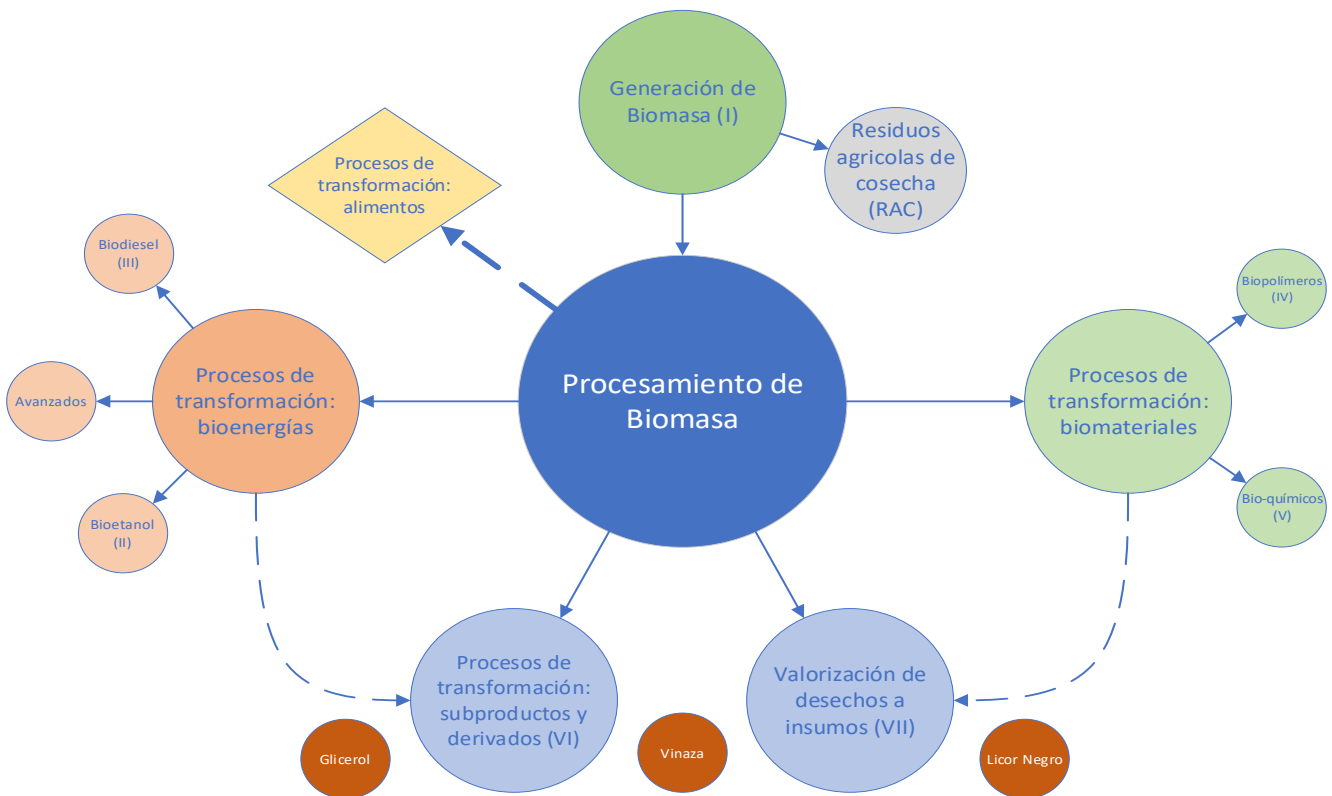 Generación de
Biomasa (I)
Residuos
agricolas de
cosecha
(RAC)
Procesos de
transformación:
alimentos
Biodiesel
(III)
Biopolímeros
(IV)
Procesos de
transformación:
bioenergías
Avanzados
Procesamiento de
Biomasa
Procesos de
transformación:
biomateriales
Bioetanol
(II)
Bio-químicos
(V)
Procesos de
transformación:
subproductos y
derivados (VI)
Valorización de
desechos a
insumos (VII)
Glicerol
Vinaza
Licor Negro